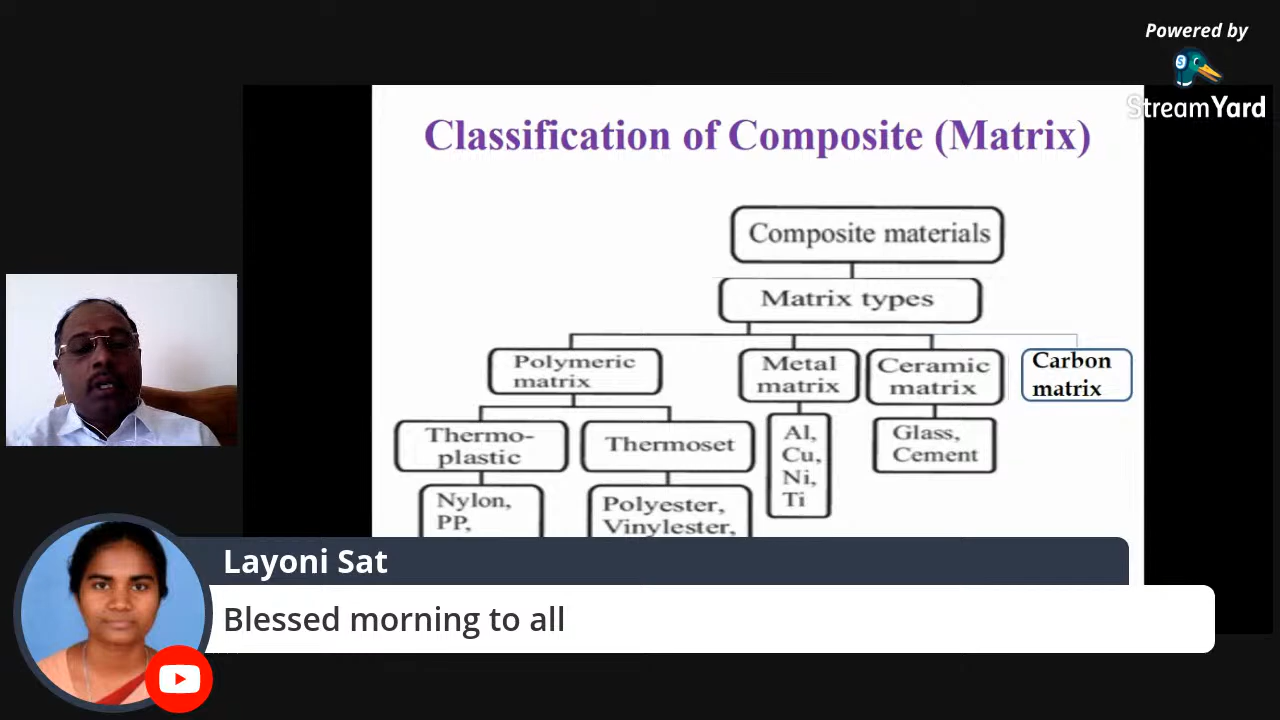 Powered by
StreamYard
Classification of Composite (Matrix)
Composite materials
Matrix types
Polymeric
matrix
Metal
matrix
Ceramic
matrix
Carbon
matrix
Thermo-
plastic
Thermoset
Al,
Cu,
Ni,
Ti
Glass,
Cement
Nylon,
PP,
Polyester,
Vinylester,
Layoni Sat
Blessed morning to all